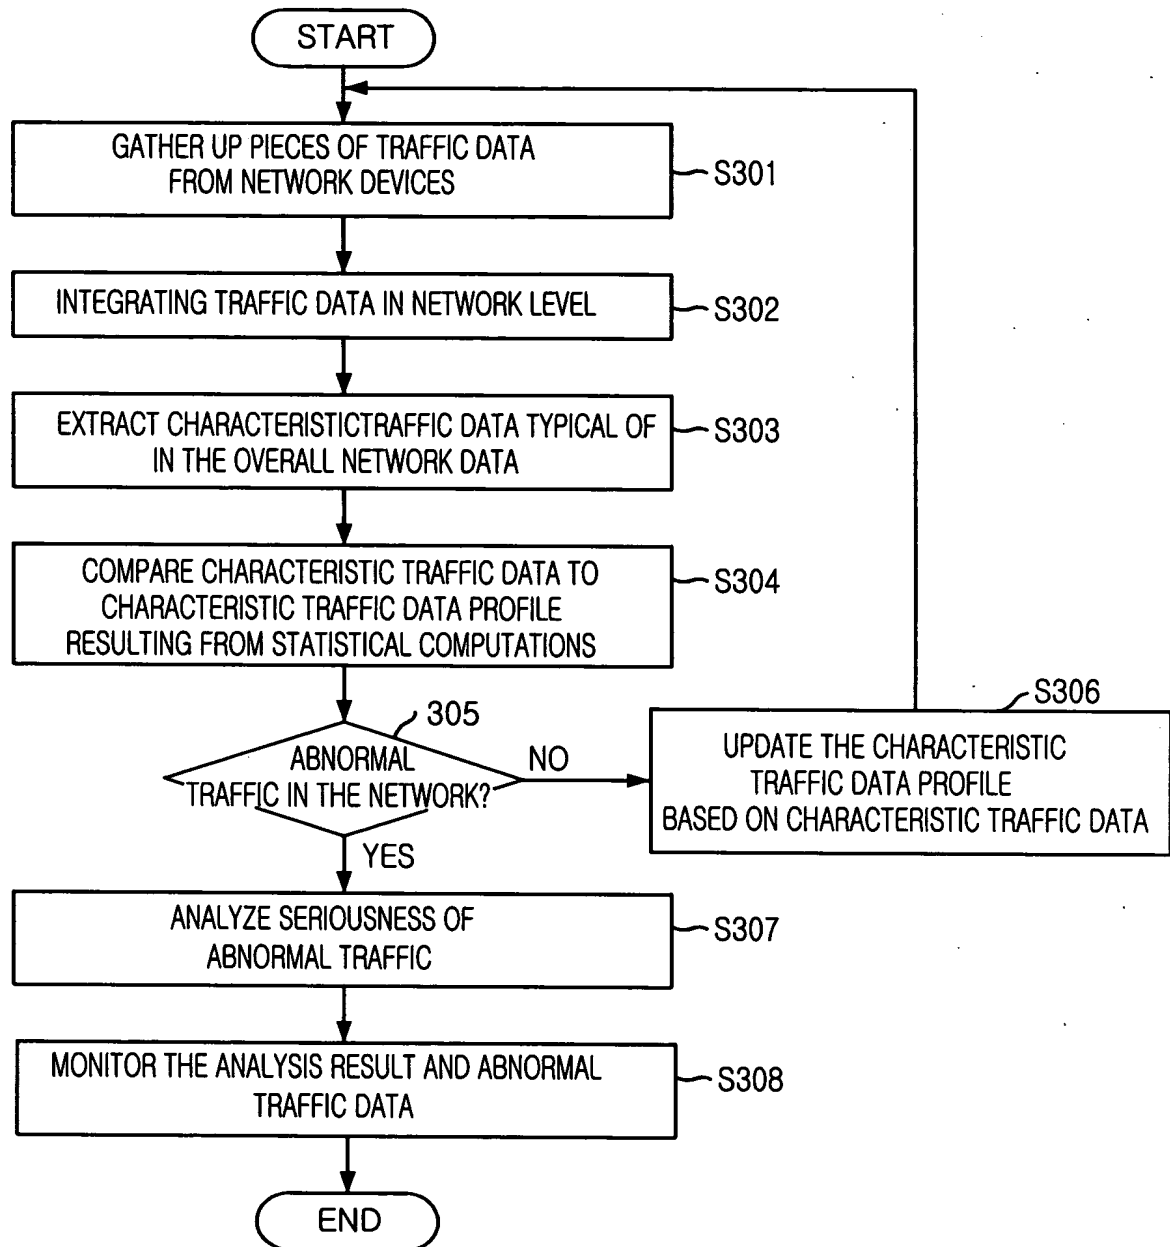 START
GATHER UP PIECES OF TRAFFIC DATA
FROM NETWORK DEVICES
S301
INTEGRATING TRAFFIC DATA IN NETWORK LEVEL
S302
EXTRACT CHARACTERISTICTRAFFIC DATA TYPICAL OF
IN THE OVERALL NETWORK DATA
S303
COMPARE CHARACTERISTIC TRAFFIC DATA TO
CHARACTERISTIC TRAFFIC DATA PROFILE
RESULTING FROM STATISTICAL COMPUTATIONS
S304
305
ABNORMAL
TRAFFIC IN THE NETWORK?
NO
S306
UPDATE THE CHARACTERISTIC
TRAFFIC DATA PROFILE
BASED ON CHARACTERISTIC TRAFFIC DATA
YES
ANALYZE SERIOUSNESS OF
ABNORMAL TRAFFIC
S307
MONITOR THE ANALYSIS RESULT AND ABNORMAL
TRAFFIC DATA
S308
END